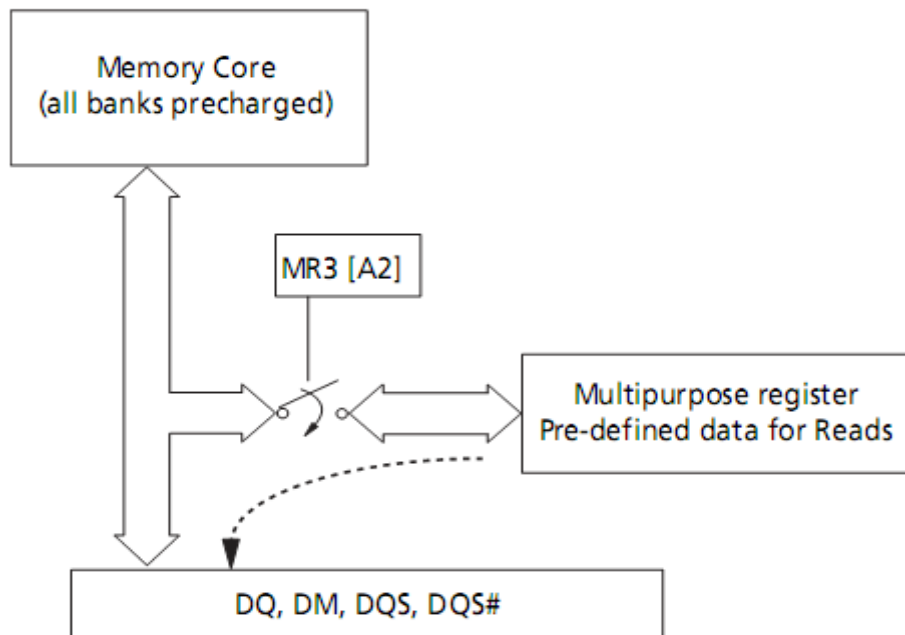 Memory Core
(all banks precharged)
MR3 [A2]
Multipurpose register
Pre-defined data for Reads
DQ, DM, DQS, DQS#